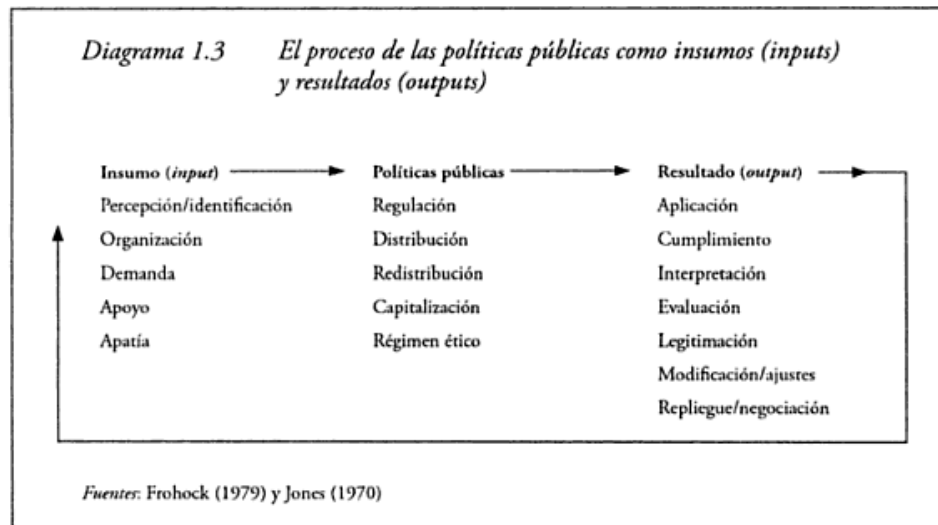 Diagrama 1.3 El proceso de las políticas públicas como insumos (inputs)
y resultados (outputs)
Insumo (input) Políticas públicas Resultado (output)
Percepción/identificación Regulación Aplicación
Organización Distribución Cumplimiento
Demanda Redistribución Interpretación
Apoyo Capitalización Evaluación
Apatía Régimen ético Legitimación
Modificación/ajustes
Repliegue/negociación
Fuentes: Frohock (1979) y Jones (1970)